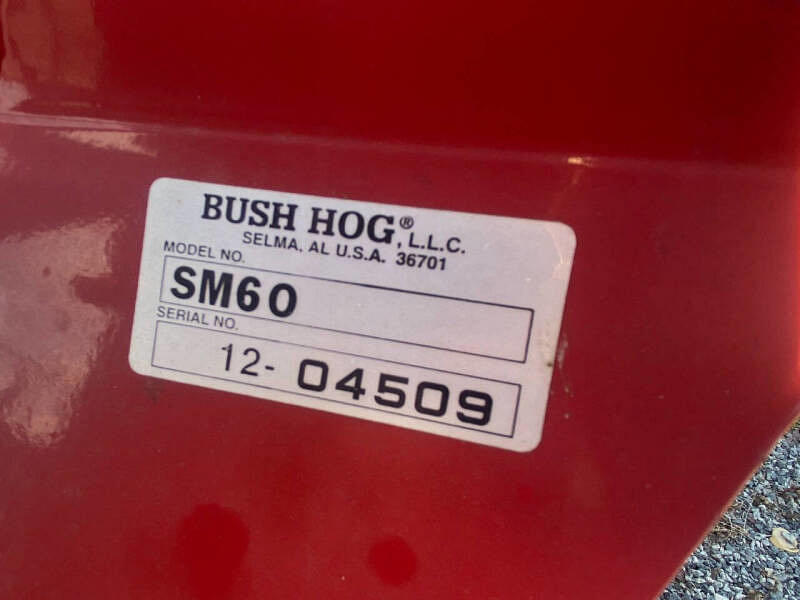 BUSH HOG®, L.L.C.
SELMA, AL U.S.A. 36701
MODEL NO.
SM60
SERIAL NO.
12- 04509